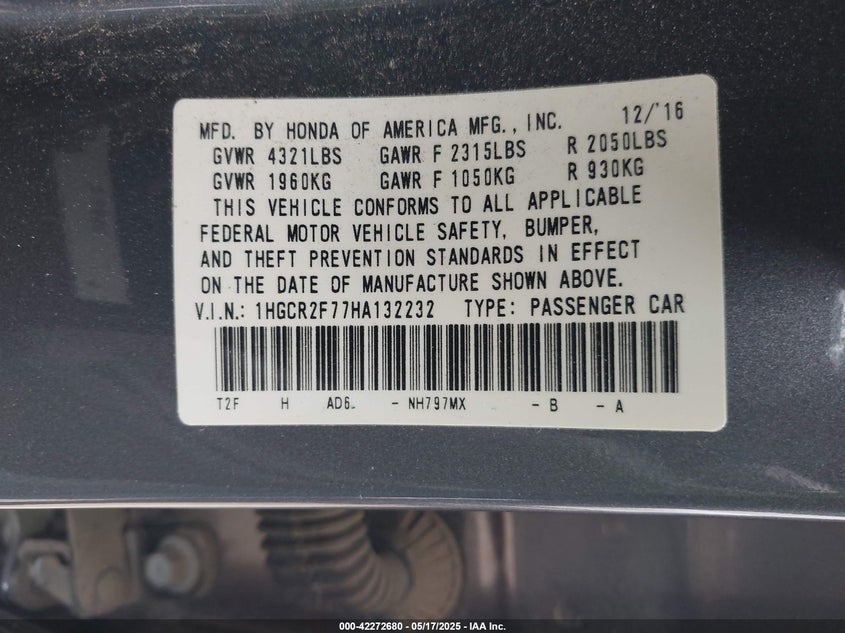 MFD. BY HONDA OF AMERICA MFG., INC. 12/'16
GVWR 4321LBS GAWR F 2315LBS R 2050LBS
GVWR 1960KG GAWR F 1050KG R 930KG
THIS VEHICLE CONFORMS TO ALL APPLICABLE
FEDERAL MOTOR VEHICLE SAFETY, BUMPER,
AND THEFT PREVENTION STANDARDS IN EFFECT
ON THE DATE OF MANUFACTURE SHOWN ABOVE.
V.I.N.: 1HGCR2F77HA132232 TYPE: PASSENGER CAR
T2F H AD6. - NH797MX - B - A
000-42272680 | 05/17/2025 - IAA Inc.